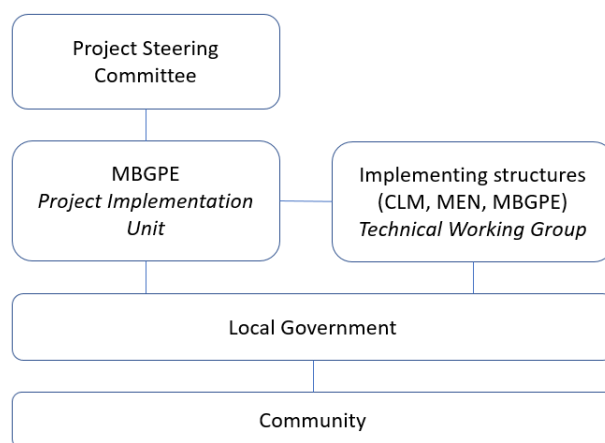 Project Steering
Committee
MBGPE
Project Implementation
Unit
Implementing structures
(CLM, MEN, MBGPE)
Technical Working Group
Local Government
Community